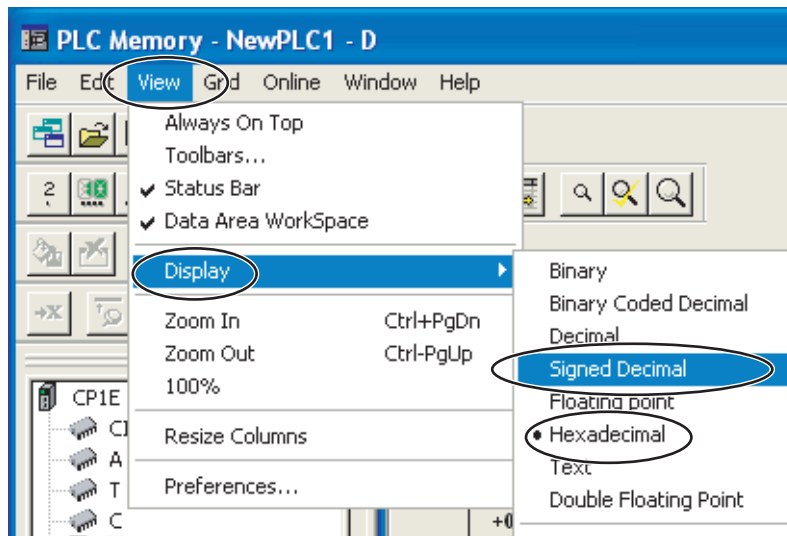 PLC Memory - NewPLC1 - D
File Edit View Grid Online Window Help
Always On Top
Toolbars...
Status Bar
Data Area WorkSpace
Display
Zoom In Ctrl+PgDn
Zoom Out Ctrl-PgUp
100%
Resize Columns
Preferences...
Binary
Binary Coded Decimal
Decimal
Signed Decimal
Floating point
Hexadecimal
Text
Double Floating Point
2
CP1E
A
T
C